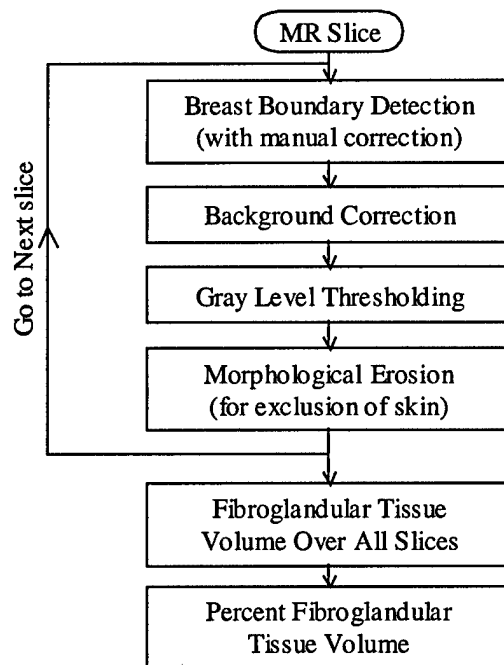 MR Slice
Breast Boundary Detection
(with manual correction)
Background Correction
Gray Level Thresholding
Morphological Erosion
(for exclusion of skin)
Go to Next slice
Fibroglandular Tissue
Volume Over All Slices
Percent Fibroglandular
Tissue Volume